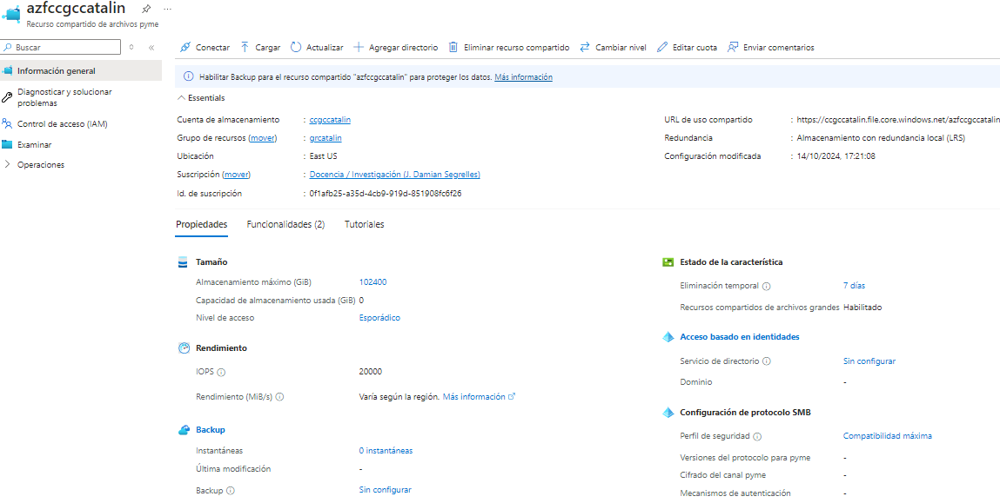 azfccgccatalin
Recurso compartido de archivos pyme
Buscar
Conectar Cargar Actualizar Agregar directorio Eliminar recurso compartido Cambiar nivel Editar cuota Enviar comentarios
Información general
Diagnosticar y solucionar
problemas
Control de acceso (IAM)
Examinar
Operaciones
Habilitar Backup para el recurso compartido "azfccgccatalin" para proteger los datos. Más información
Essentials
Cuenta de almacenamiento : ccgccatalin
Grupo de recursos (mover) : grcatalin
Ubicación : East US
Suscripción (mover) : Docencia / Investigación (J. Damian Segrelles)
Id. de suscripción : 0f1afb25-a35d-4cb9-919d-851908fc6f26
URL de uso compartido : https://ccgccatalin.file.core.windows.net/azfccgccatalin
Redundancia : Almacenamiento con redundancia local (LRS)
Configuración modificada : 14/10/2024, 17:21:08
Propiedades Funcionalidades (2) Tutoriales
Tamaño
Almacenamiento máximo (GiB) 102400
Capacidad de almacenamiento usada (GiB) 0
Nivel de acceso Esporádico
Rendimiento
IOPS 20000
Rendimiento (MiB/s) Varía según la región. Más información
Backup
Instantáneas 0 instantáneas
Última modificación -
Backup Sin configurar
Estado de la característica
Eliminación temporal 7 días
Recursos compartidos de archivos grandes Habilitado
Acceso basado en identidades
Servicio de directorio Sin configurar
Dominio -
Configuración de protocolo SMB
Perfil de seguridad Compatibilidad máxima
Versiones del protocolo para pyme -
Cifrado del canal pyme -
Mecanismos de autenticación -